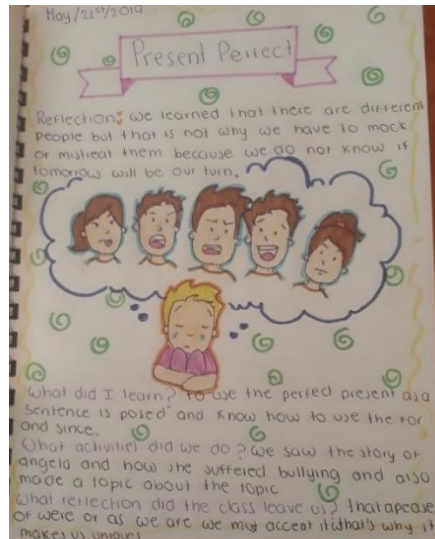 May/21st/2019
Present Perfect
Reflection: we learned that there are different
people but that is not why we have to mock
or mistreat them because we do not know if
tomorrow will be our turn.
What did I learn? To use the perfect present as a
sentence is posed and know how to use the for
and since.
What activities did we do? we saw the story of
angela and how she suffered bullying and also
made a topic about the topic
What reflection did the class leave us? that apease
of were or as we are we must accept it that's why it
makes us uniques